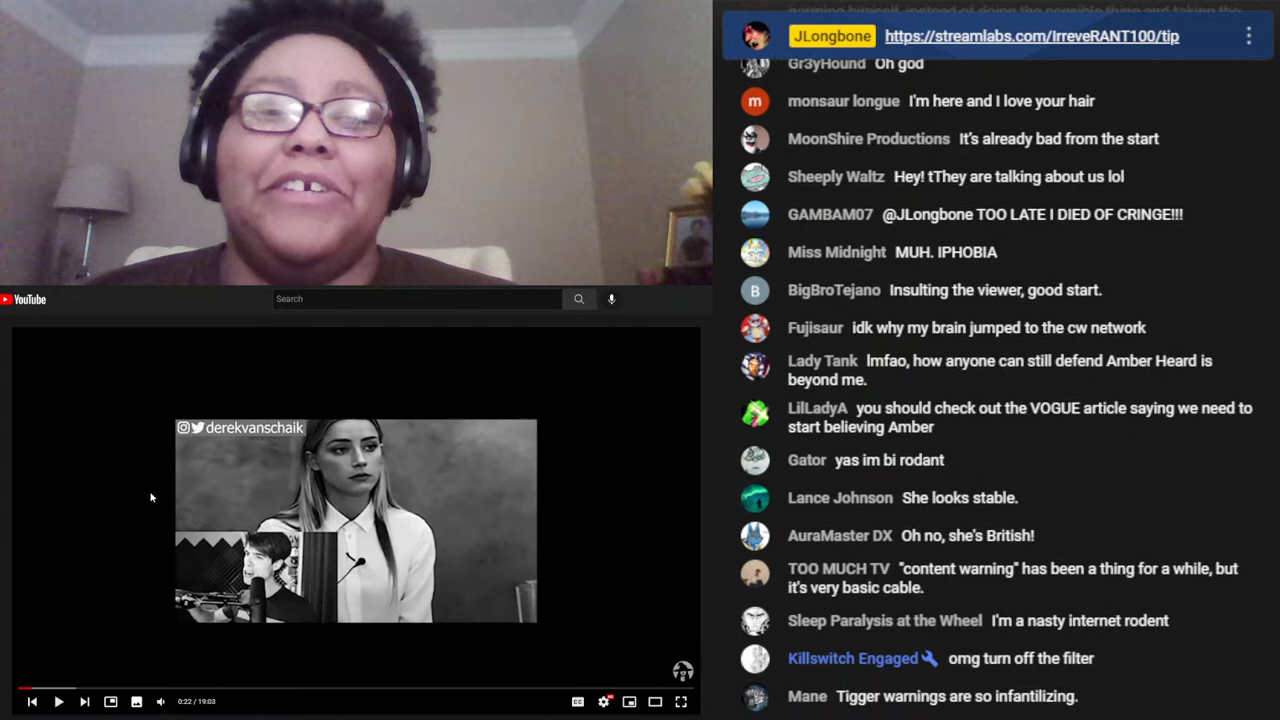 JLongbone https://streamlabs.com/IrreveRANT100/tip
Gr3yHound Oh god
monsaur longue I'm here and I love your hair
MoonShire Productions It's already bad from the start
Sheeply Waltz Hey! tThey are talking about us lol
GAMBAM07 @JLongbone TOO LATE I DIED OF CRINGE!!!
Miss Midnight MUH. IPHOBIA
BigBroTejano Insulting the viewer, good start.
Fujisaur idk why my brain jumped to the cw network
Lady Tank lmfao, how anyone can still defend Amber Heard is
beyond me.
LilLadyA you should check out the VOGUE article saying we need to
start believing Amber
Gator yas im bi rodant
Lance Johnson She looks stable.
AuraMaster DX Oh no, she's British!
TOO MUCH TV "content warning" has been a thing for a while, but
it's very basic cable.
Sleep Paralysis at the Wheel I'm a nasty internet rodent
Killswitch Engaged omg turn off the filter
Mane Tigger warnings are so infantilizing.
m
B
YouTube
Search
derekvanschaik
0:22 / 19:03
CC
HD